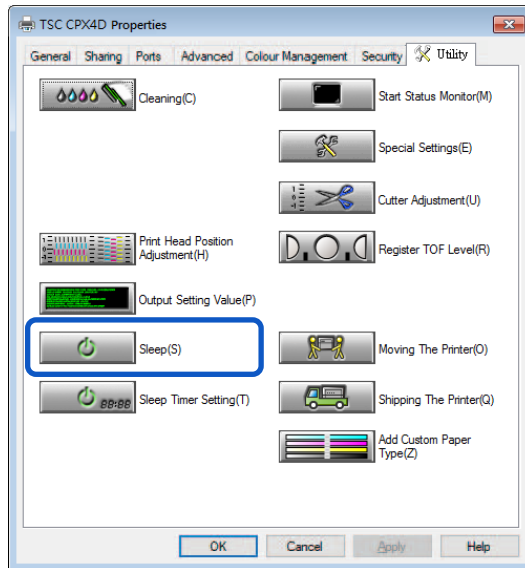 TSC CPX4D Properties
General Sharing Ports Advanced Colour Management Security Utility
Cleaning(C)
Start Status Monitor(M)
Special Settings(E)
Cutter Adjustment(U)
Print Head Position
Adjustment(H)
Register TOF Level(R)
Output Setting Value(P)
Sleep(S)
Moving The Printer(O)
88:88
Sleep Timer Setting(T)
Shipping The Printer(Q)
Add Custom Paper
Type(Z)
OK Cancel Apply Help